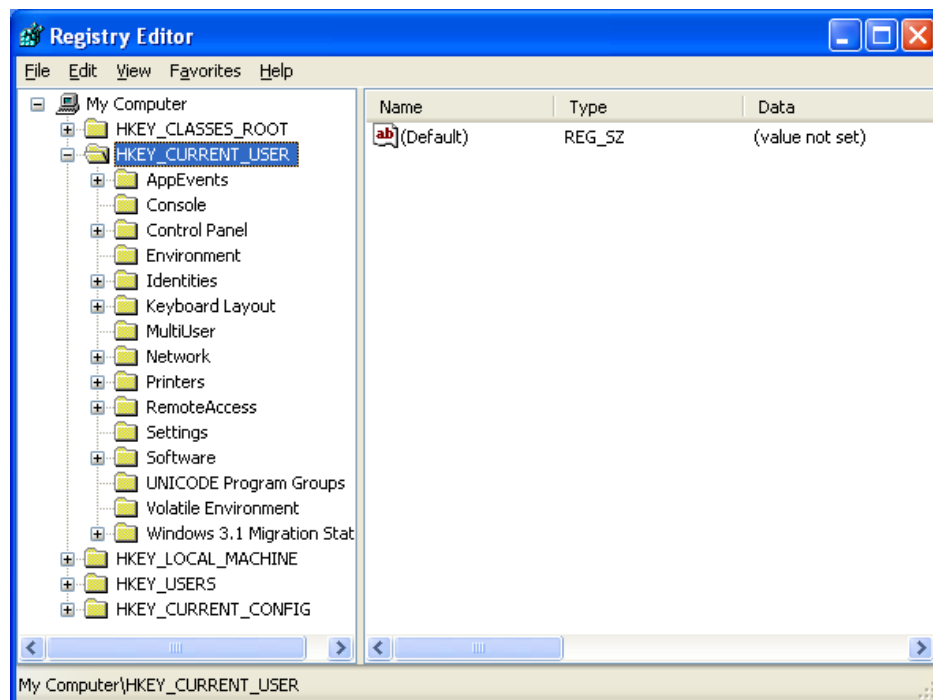 Registry Editor
File Edit View Favorites Help
My Computer
HKEY_CLASSES_ROOT
HKEY_CURRENT_USER
AppEvents
Console
Control Panel
Environment
Identities
Keyboard Layout
MultiUser
Network
Printers
RemoteAccess
Settings
Software
UNICODE Program Groups
Volatile Environment
Windows 3.1 Migration Stat
HKEY_LOCAL_MACHINE
HKEY_USERS
HKEY_CURRENT_CONFIG
Name Type Data
ab (Default) REG_SZ (value not set)
My Computer\HKEY_CURRENT_USER